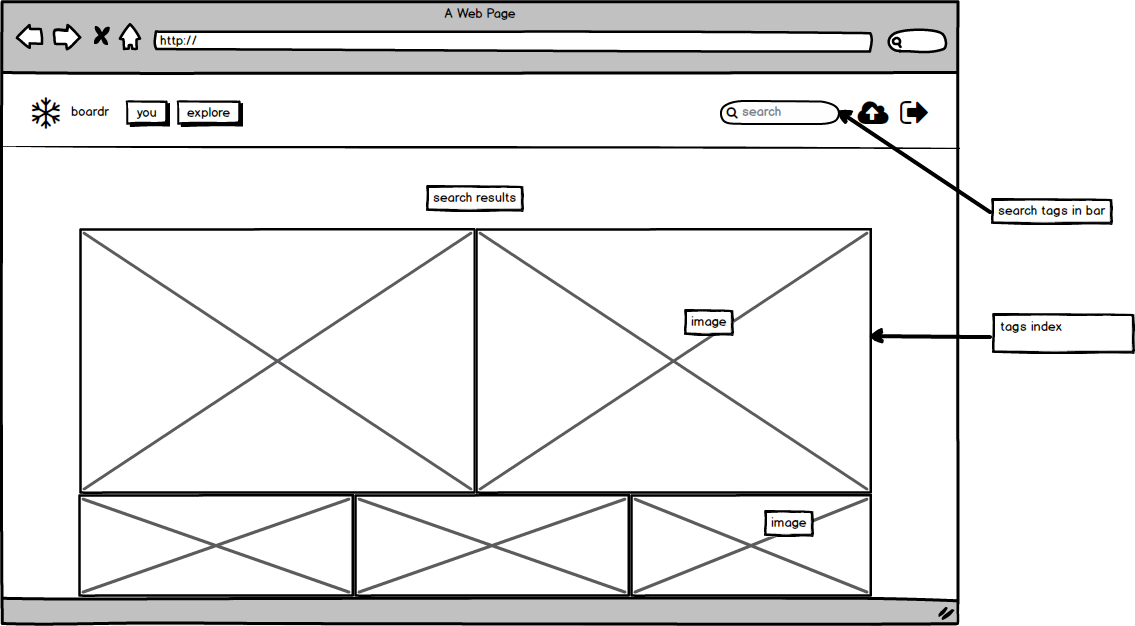 A Web Page
http://
boardr
you
explore
search
search tags in bar
search results
image
tags index
image